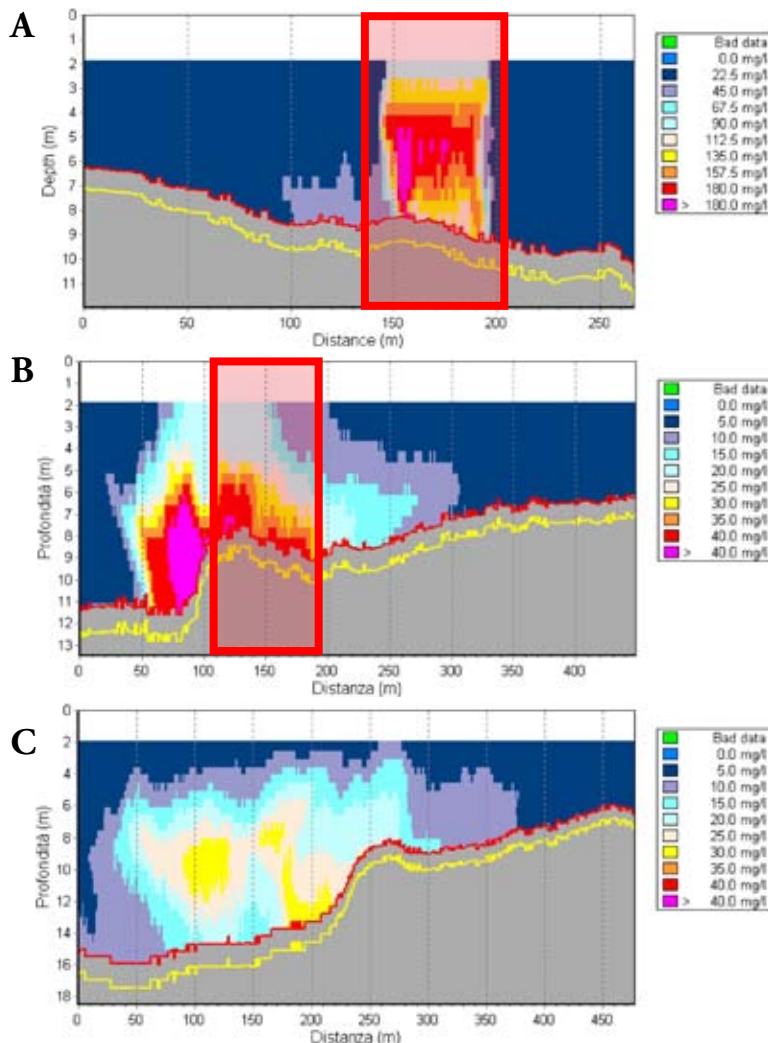 A
Depth (m)
0
1
2
3
4
5
6
7
8
9
10
11
0 50 100 150 200 250
Distance (m)
Bad data
0.0 mg/l
22.5 mg/l
45.0 mg/l
67.5 mg/l
90.0 mg/l
112.5 mg/l
135.0 mg/l
157.5 mg/l
180.0 mg/l
> 180.0 mg/l
B
Profondità (m)
0
1
2
3
4
5
6
7
8
9
10
11
12
13
0 50 100 150 200 250 300 350 400
Distanza (m)
Bad data
0.0 mg/l
5.0 mg/l
10.0 mg/l
15.0 mg/l
20.0 mg/l
25.0 mg/l
30.0 mg/l
35.0 mg/l
40.0 mg/l
> 40.0 mg/l
C
Profondità (m)
0
2
4
6
8
10
12
14
16
18
0 50 100 150 200 250 300 350 400 450
Distanza (m)
Bad data
0.0 mg/l
5.0 mg/l
10.0 mg/l
15.0 mg/l
20.0 mg/l
25.0 mg/l
30.0 mg/l
35.0 mg/l
40.0 mg/l
> 40.0 mg/l